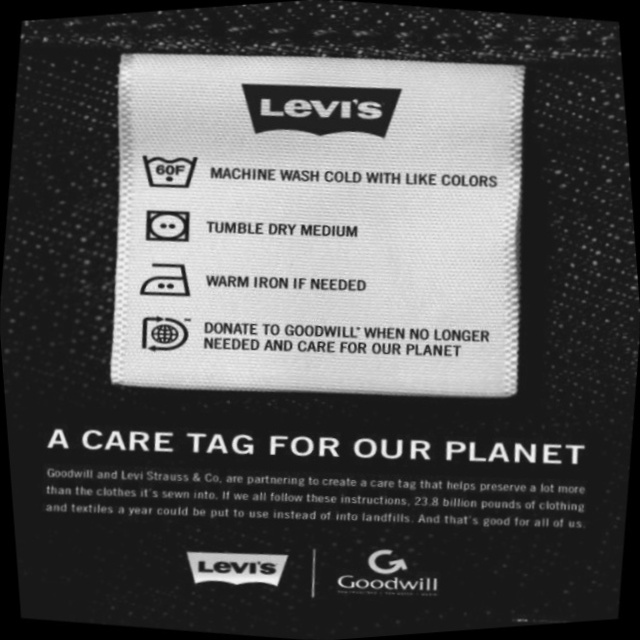 LEVI'S
60F
MACHINE WASH COLD WITH LIKE COLORS
TUMBLE DRY MEDIUM
WARM IRON IF NEEDED
DONATE TO GOODWILL™ WHEN NO LONGER
NEEDED AND CARE FOR OUR PLANET
A CARE TAG FOR OUR PLANET
Goodwill and Levi Strauss & Co. are partnering to create a care tag that helps preserve a lot more
than the clothes it's sewn into. If we all follow these instructions, 23.8 billion pounds of clothing
and textiles a year could be put to use instead of into landfills. And that's good for all of us.
LEVI'S
Goodwill